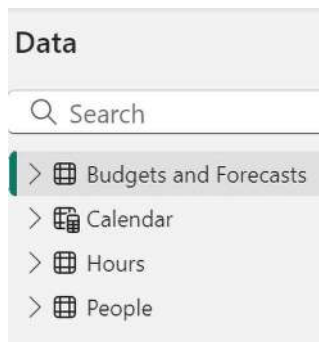 Data
Search
Budgets and Forecasts
Calendar
Hours
People